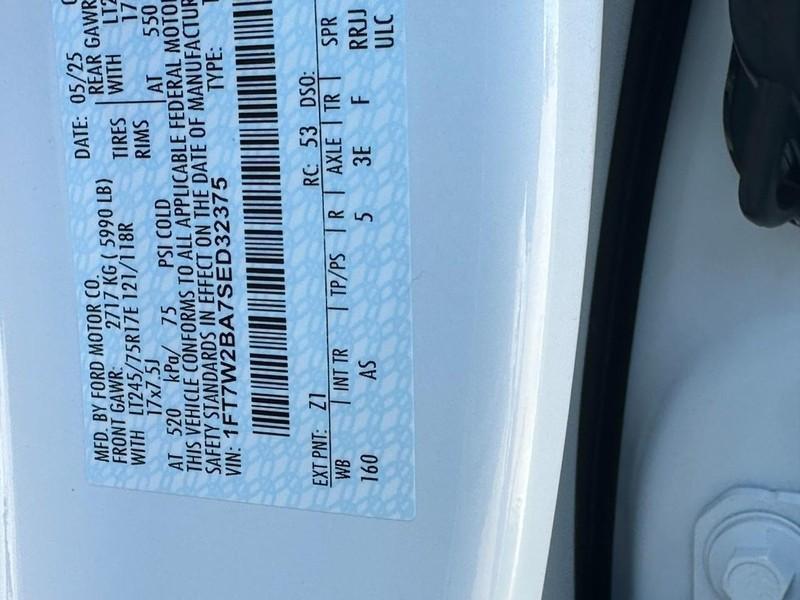 MFD. BY FORD MOTOR CO. DATE: 05/25
FRONT GAWR: 2717 KG ( 5990 LB) REAR GAWR
WITH LT245/75R17E 121/118R TIRES WITH
17x7.5J RIMS 17
AT 520 kPa/ 75 PSI COLD AT 550
THIS VEHICLE CONFORMS TO ALL APPLICABLE FEDERAL MOTOR
SAFETY STANDARDS IN EFFECT ON THE DATE OF MANUFACTUR
VIN: 1FT7W2BA7SED32375 TYPE:
EXT PNT: Z1 RC: 53 DSO:
WB | INT TR | TP/PS | R | AXLE | TR | SPR
160 AS 5 3E F RRJJ
ULC